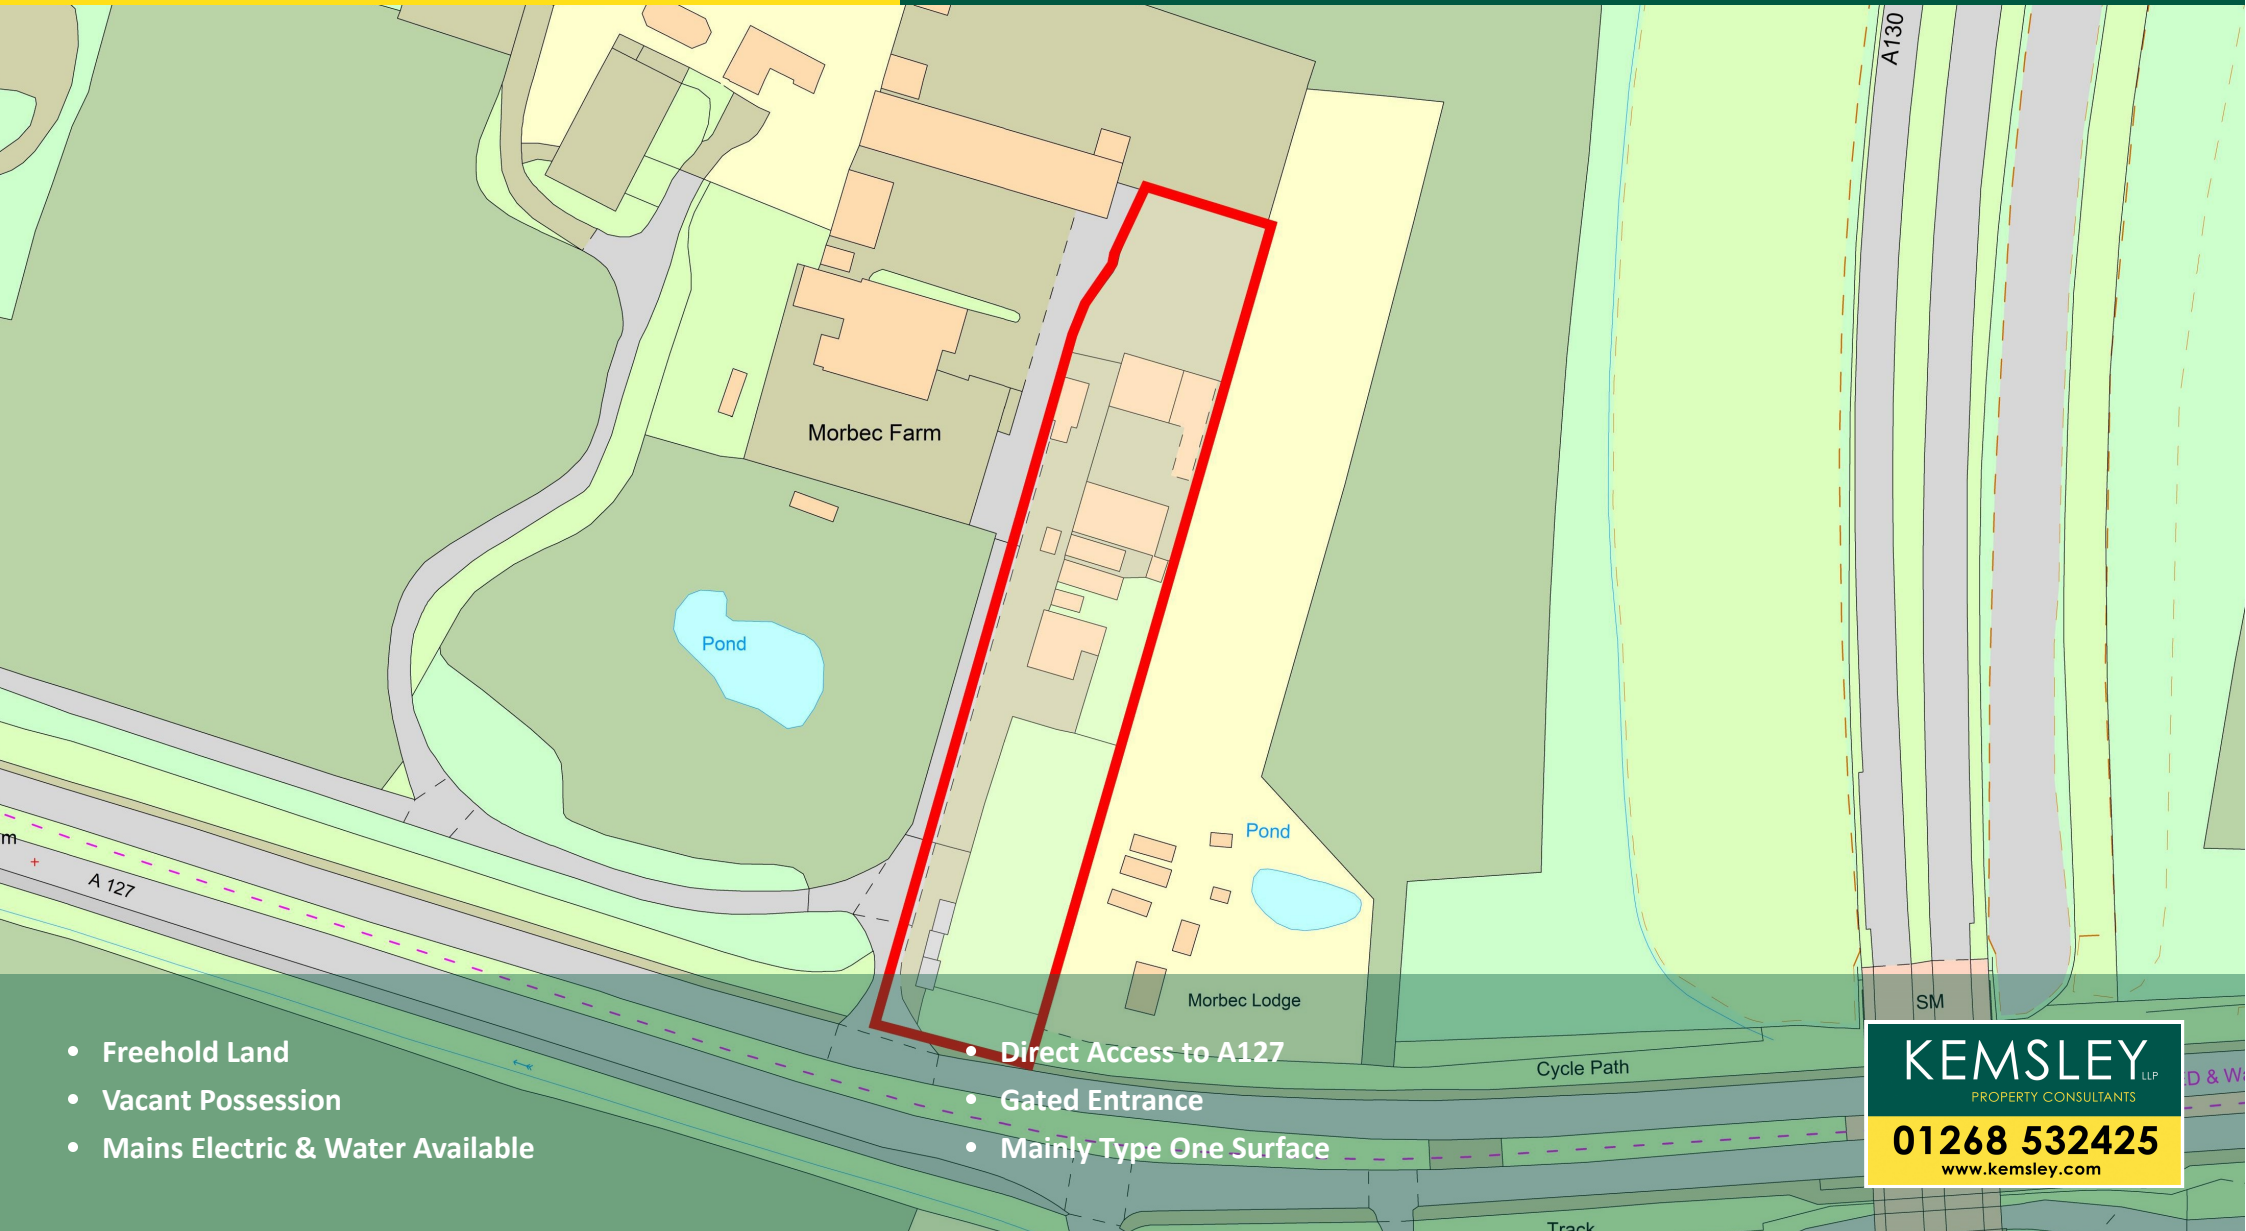 A130
Morbec Farm
Pond
Pond
m
A 127
Morbec Lodge
SM
Cycle Path
• Freehold Land
• Vacant Possession
• Mains Electric & Water Available
• Direct Access to A127
• Gated Entrance
• Mainly Type One Surface
KEMSLEY LLP
PROPERTY CONSULTANTS
01268 532425
www.kemsley.com
ED & Wa
Track